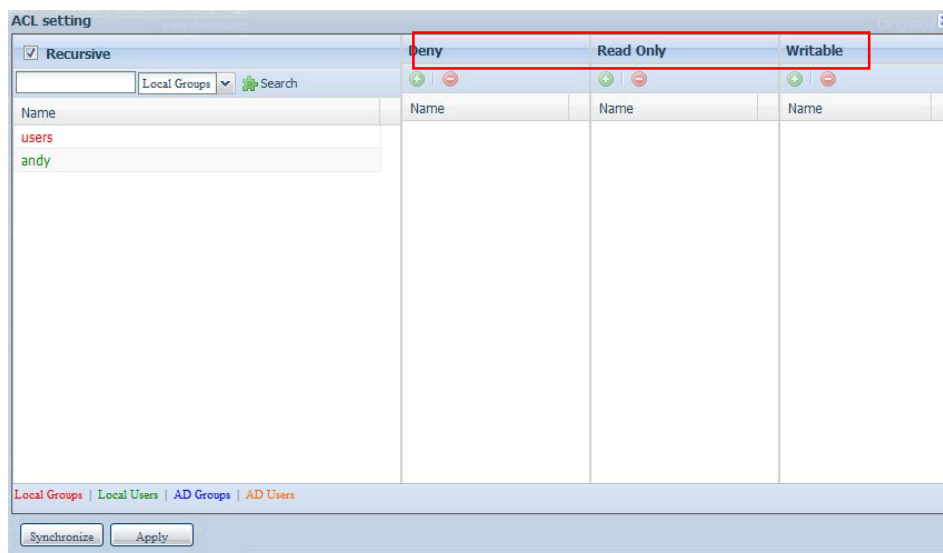 ACL setting
Recursive
Deny
Read Only
Writable
Local Groups
Search
Name
Name
Name
Name
users
andy
Local Groups | Local Users | AD Groups | AD Users
Synchronize
Apply